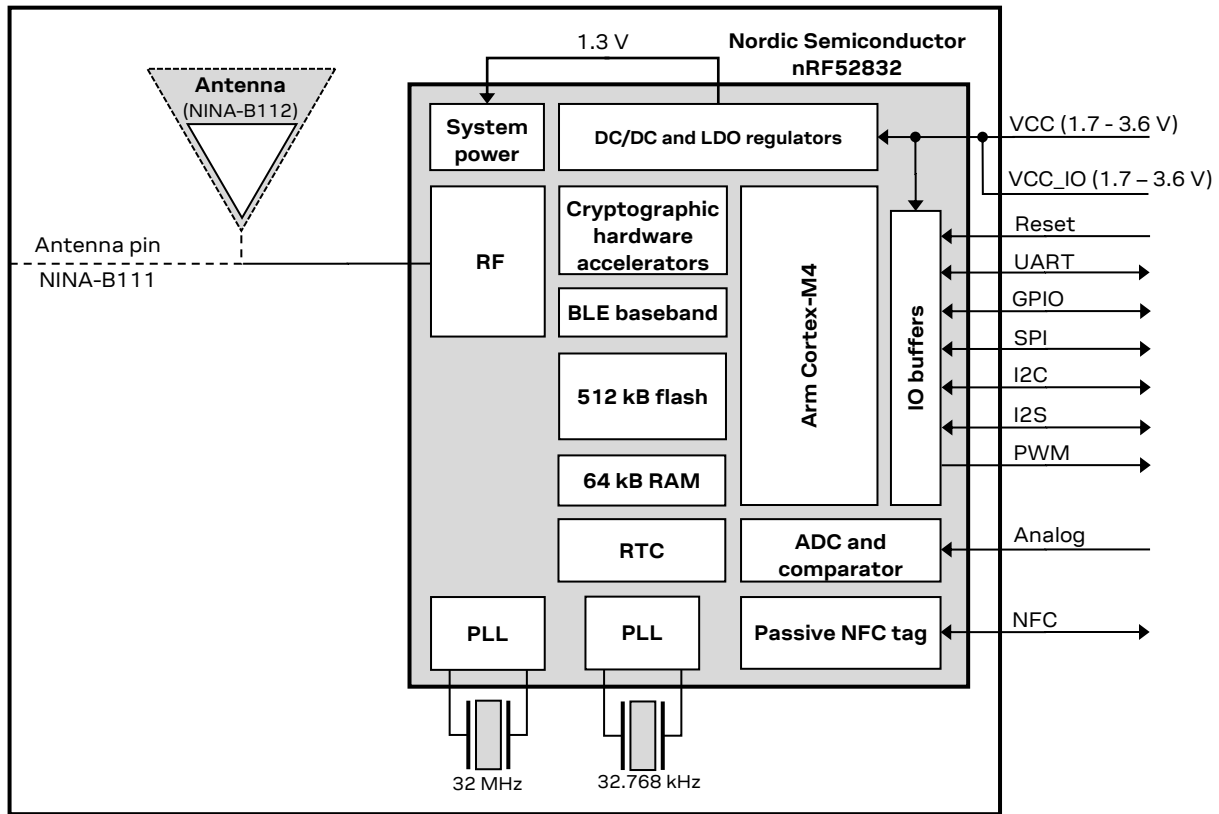 1.3 V
Nordic Semiconductor
nRF52832
Antenna
(NINA-B112)
System
power
DC/DC and LDO regulators
VCC (1.7 - 3.6 V)
VCC_IO (1.7 – 3.6 V)
Antenna pin
NINA-B111
RF
Cryptographic
hardware
accelerators
BLE baseband
512 kB flash
64 kB RAM
RTC
Arm Cortex-M4
IO buffers
Reset
UART
GPIO
SPI
I2C
I2S
PWM
ADC and
comparator
Analog
PLL
PLL
Passive NFC tag
NFC
32 MHz
32.768 kHz